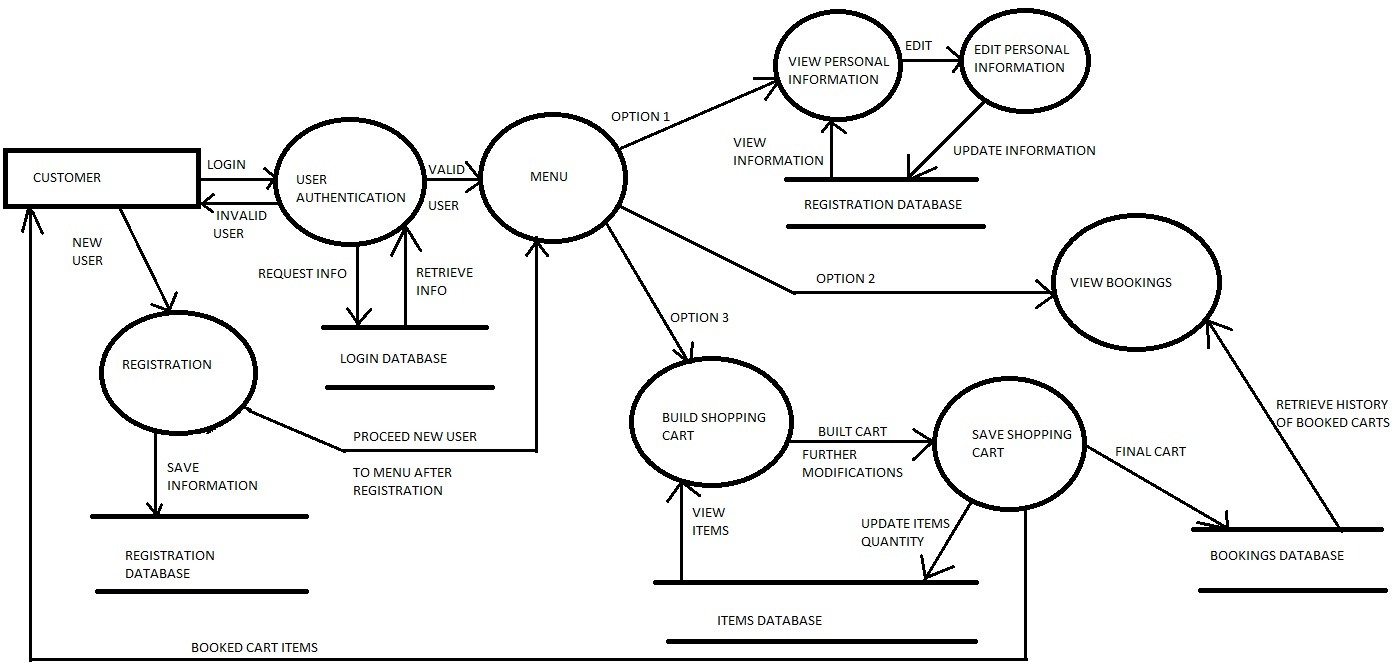 VIEW PERSONAL
INFORMATION
EDIT
EDIT PERSONAL
INFORMATION
OPTION 1
VIEW
INFORMATION
UPDATE INFORMATION
CUSTOMER
LOGIN
INVALID
USER
USER
AUTHENTICATION
VALID
USER
MENU
REGISTRATION DATABASE
NEW
USER
REQUEST INFO
RETRIEVE
INFO
OPTION 2
VIEW BOOKINGS
OPTION 3
LOGIN DATABASE
REGISTRATION
BUILD SHOPPING
CART
BUILT CART
FURTHER
MODIFICATIONS
SAVE SHOPPING
CART
FINAL CART
RETRIEVE HISTORY
OF BOOKED CARTS
PROCEED NEW USER
TO MENU AFTER
REGISTRATION
SAVE
INFORMATION
VIEW
ITEMS
UPDATE ITEMS
QUANTITY
REGISTRATION
DATABASE
BOOKINGS DATABASE
ITEMS DATABASE
BOOKED CART ITEMS